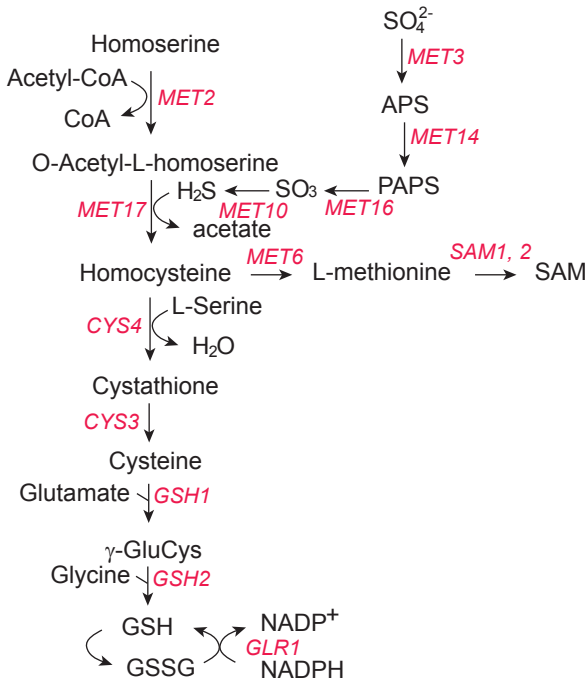 SO₄²⁻
Homoserine
MET3
Acetyl-CoA
MET2
APS
CoA
MET14
O-Acetyl-L-homoserine
H₂S SO₃ PAPS
MET17 MET10 MET16
acetate
MET6 SAM1, 2
Homocysteine L-methionine SAM
L-Serine
CYS4
H₂O
Cystathione
CYS3
Cysteine
Glutamate GSH1
γ-GluCys
Glycine GSH2
GSH NADP⁺
GLR1
GSSG NADPH